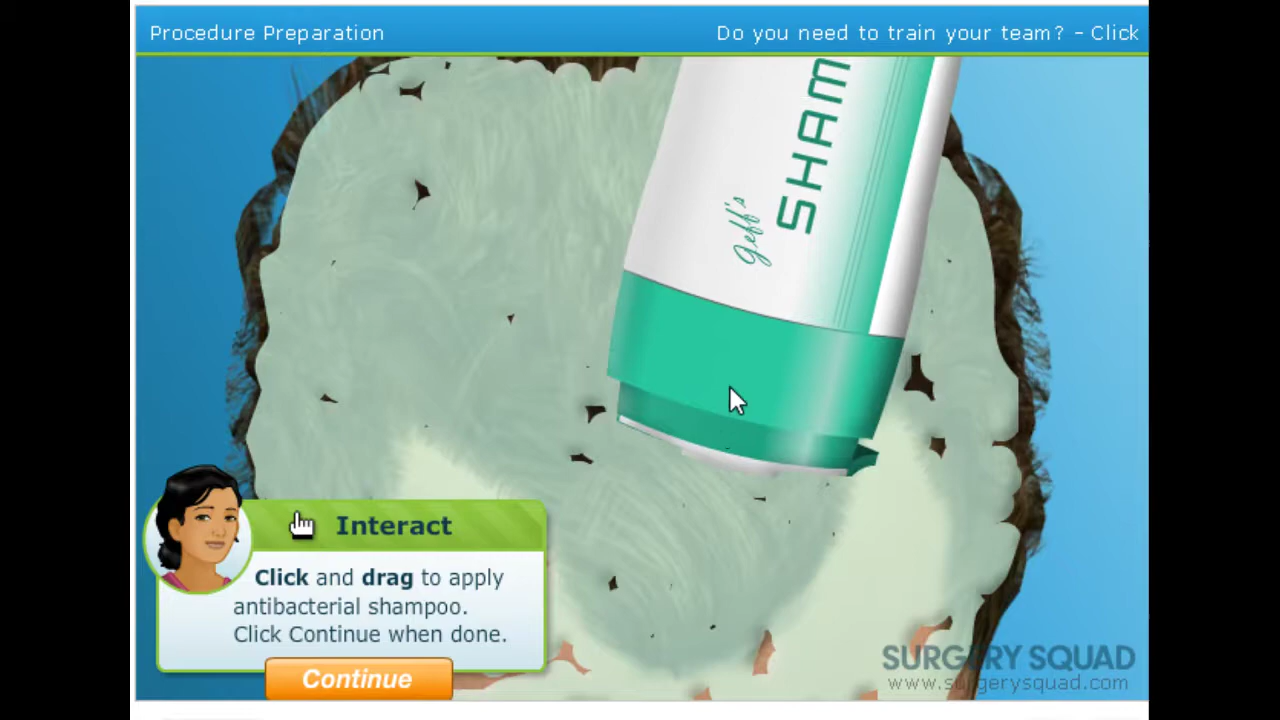 Procedure Preparation
Do you need to train your team? – Click
Geff's
SHAM
Interact
Click and drag to apply
antibacterial shampoo.
Click Continue when done.
Continue
SURGERY SQUAD
www.surgerysquad.com